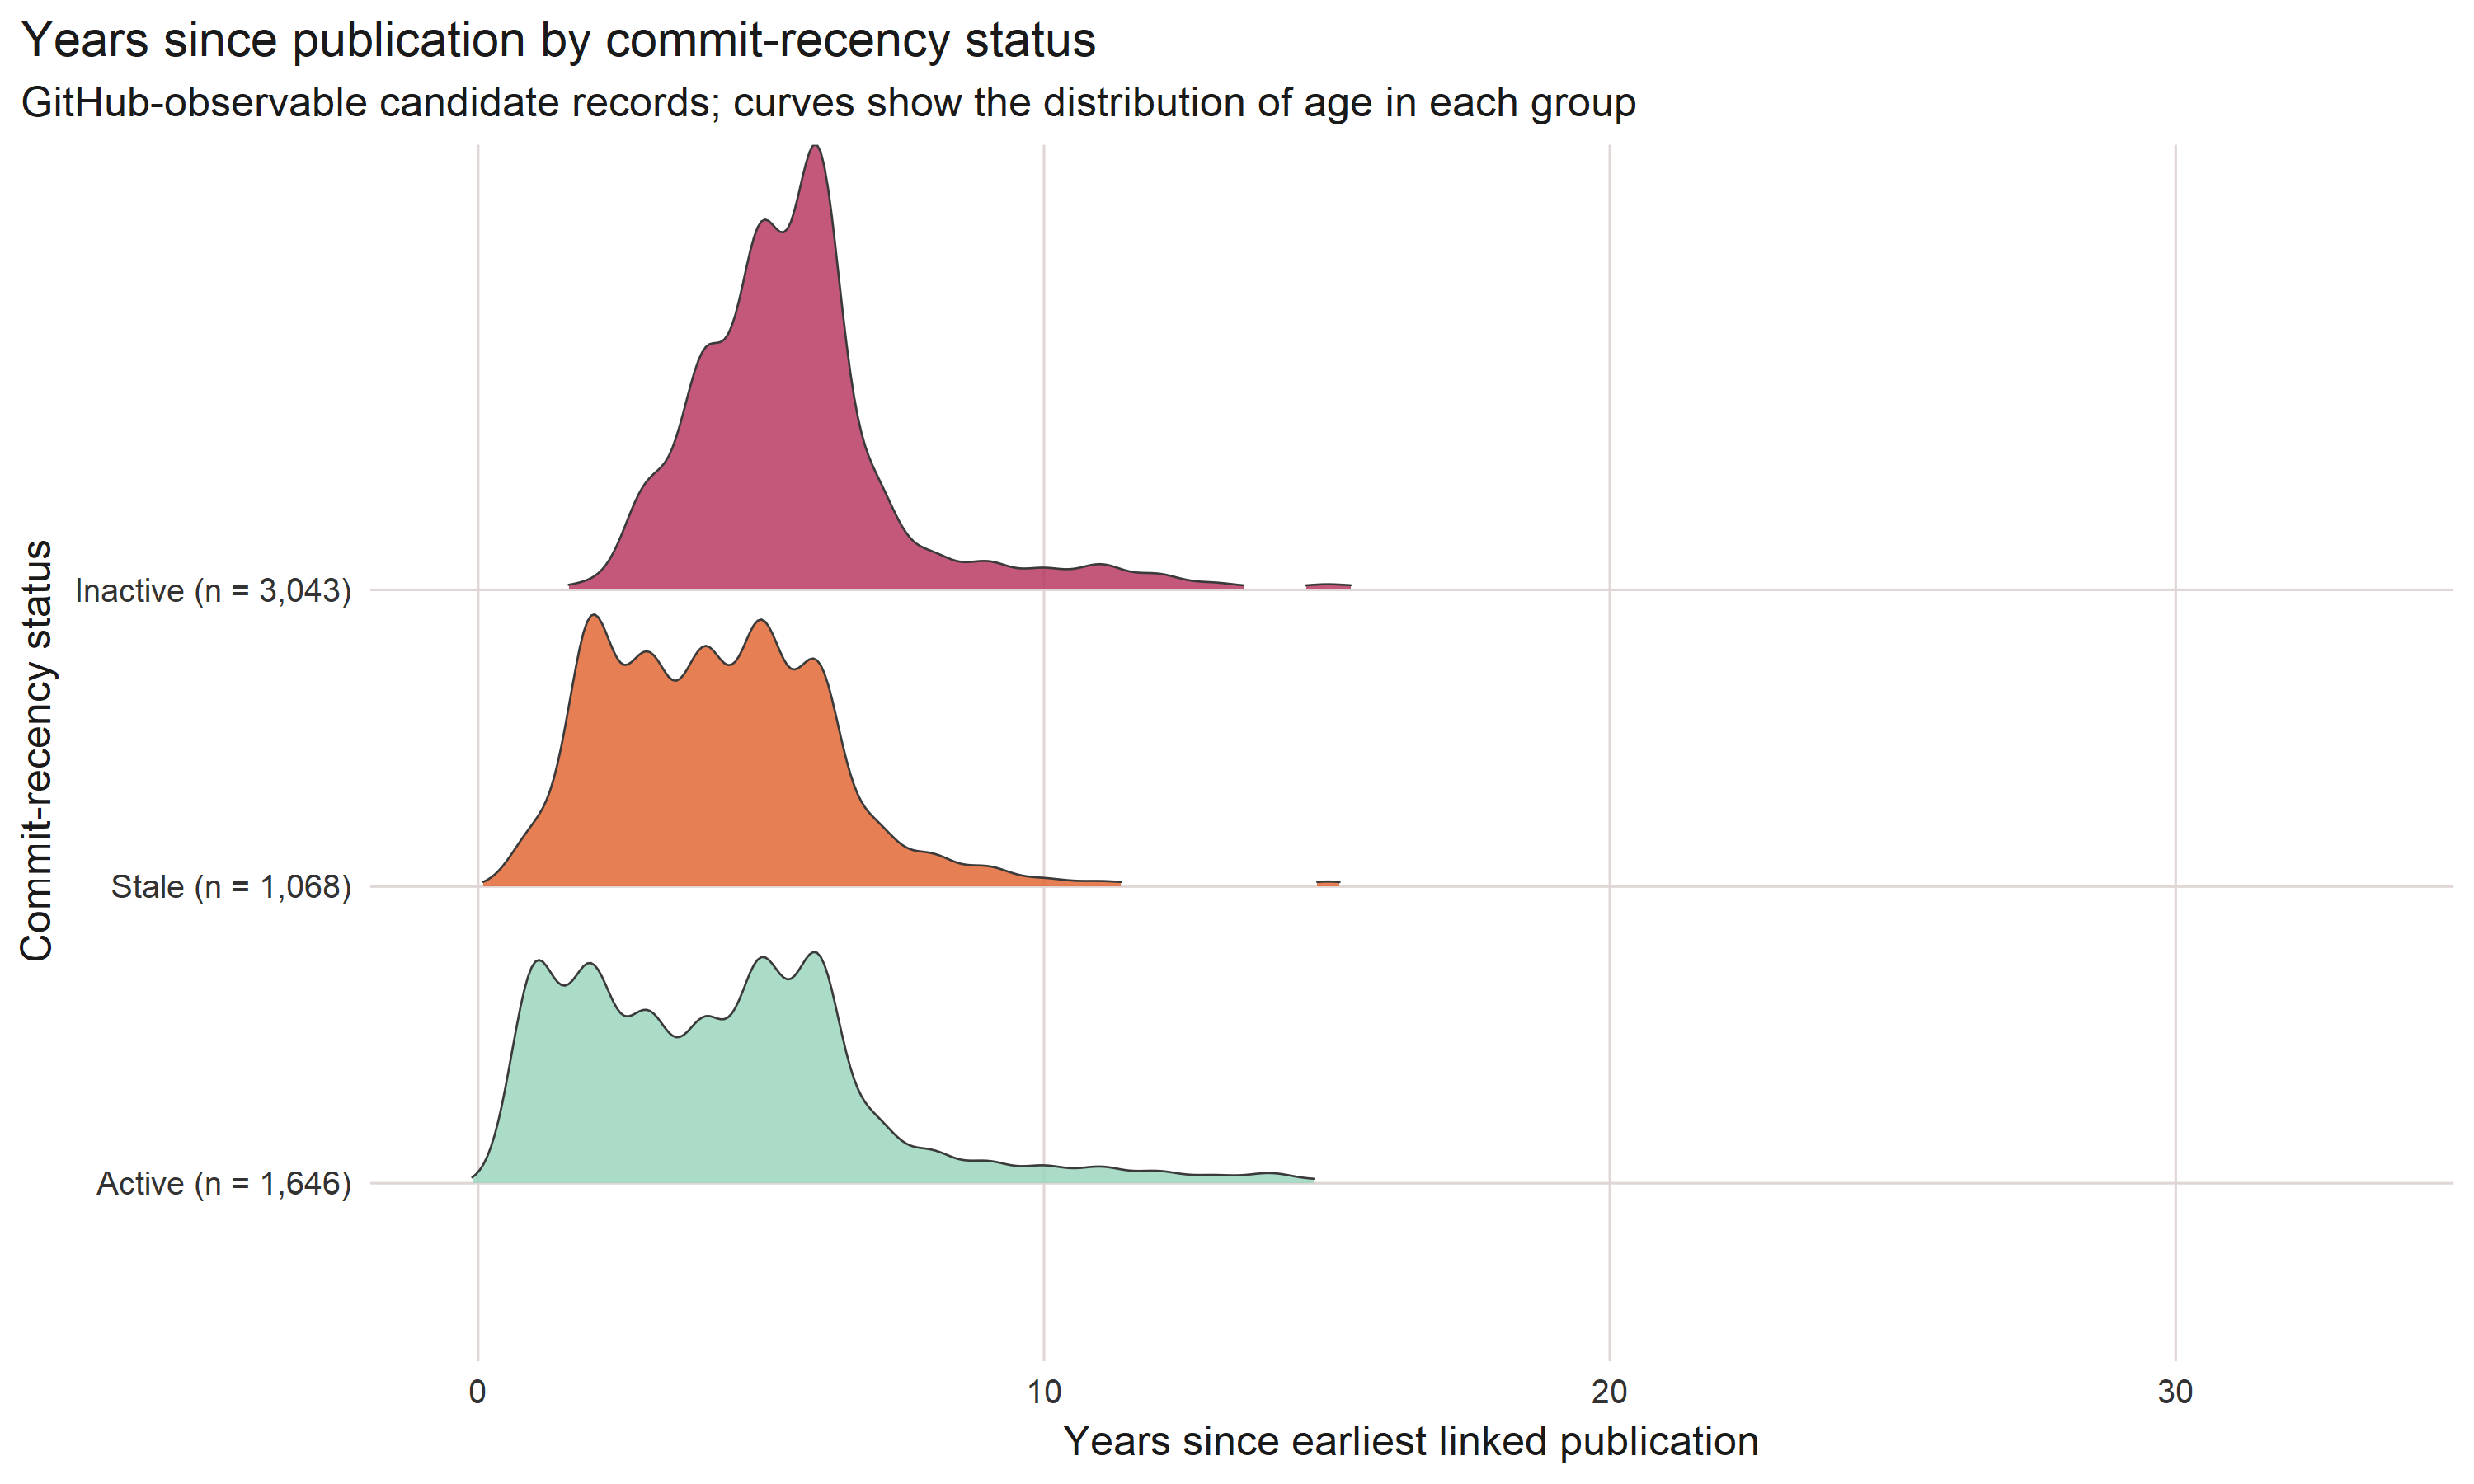 Years since publication by commit-recency status
GitHub-observable candidate records; curves show the distribution of age in each group
Commit-recency status
Inactive (n = 3,043)
Stale (n = 1,068)
Active (n = 1,646)
0 10 20 30
Years since earliest linked publication